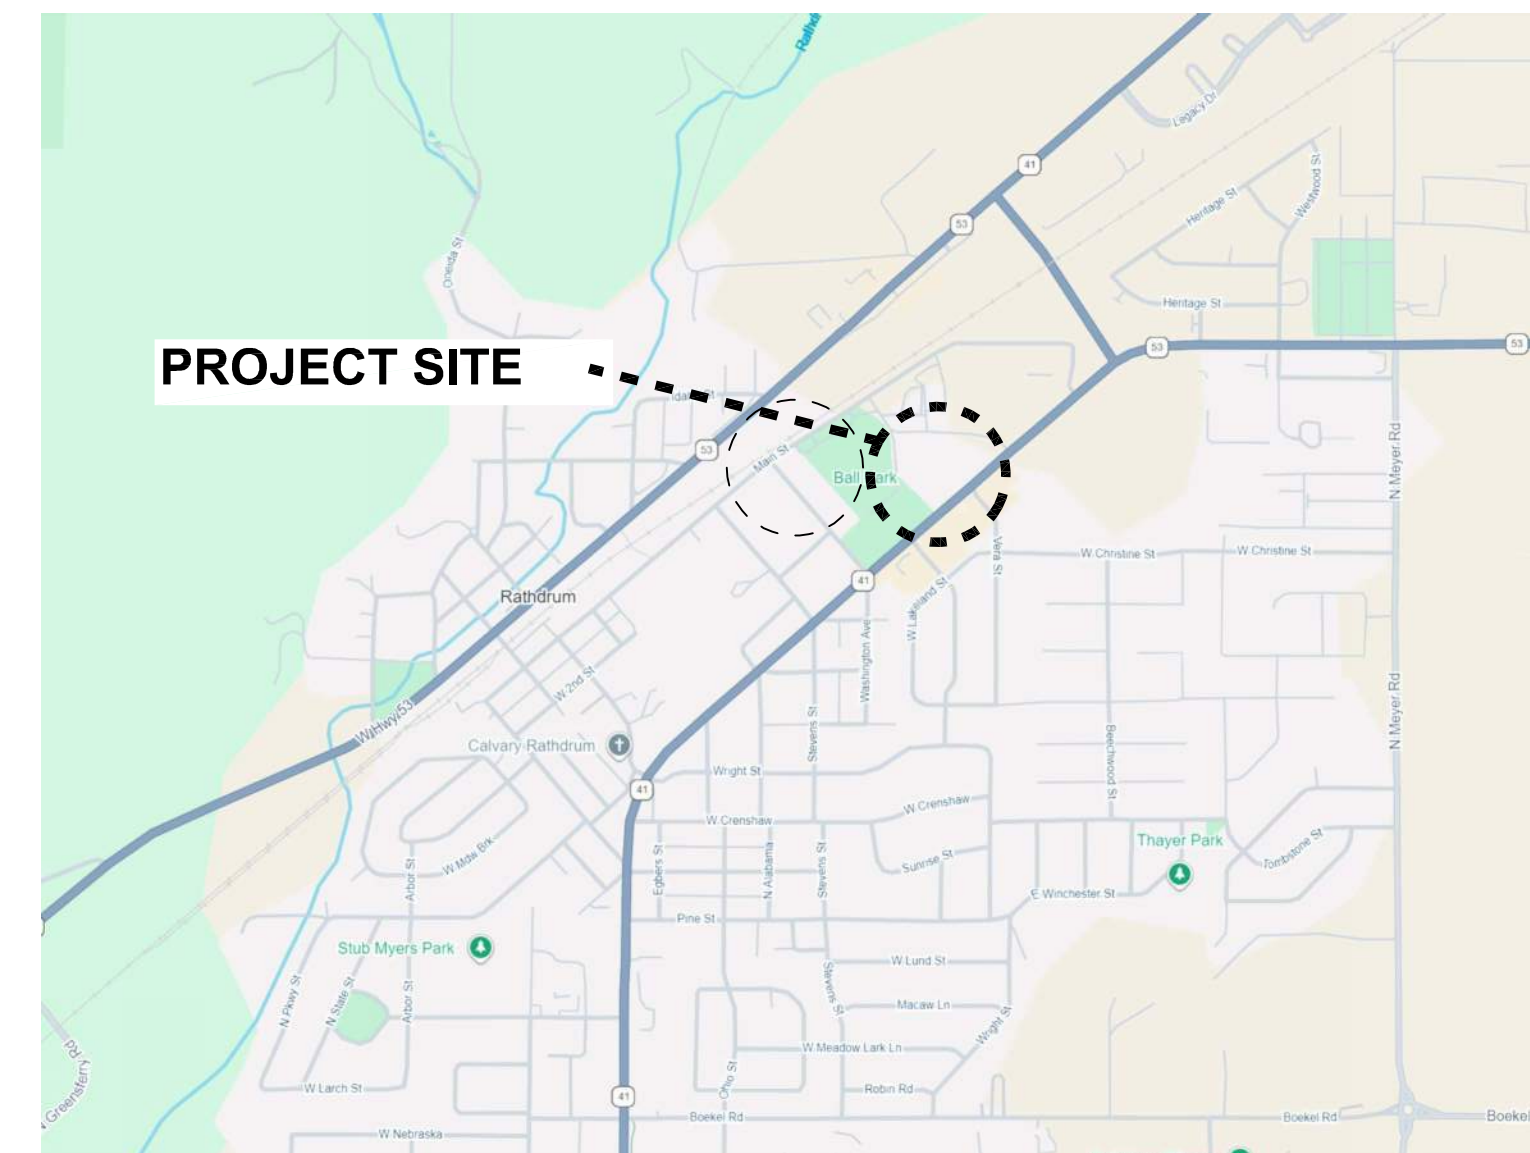 Rathdr
41
Legacy Dr
Westwood St
Heritage St
53
Oneida St
Heritage St
53
53
PROJECT SITE
N Meyer Rd
53
Main St
Ball Park
Vera St
W Christine St
W Christine St
41
W Lakeland St
Rathdrum
Washington Ave
W 2nd St
N Meyer Rd
W Hwy 53
Stevens St
Calvary Rathdrum
Beechwood St
Wright St
41
W Crenshaw
W Crenshaw
Thayer Park
Tombstone St
W Mdw Brk
Arbor St
Egbers St
N Alabama
Stevens St
Sunrise St
E Winchester St
Pine St
Stub Myers Park
W Lund St
N Pkwy St
N State St
Arbor St
Stevens St
Macaw Ln
Wright St
W Meadow Lark Ln
N Greensferry Rd
W Larch St
Ohio St
Robin Rd
41
Boekel Rd
Boekel Rd
Boekel
W Nebraska